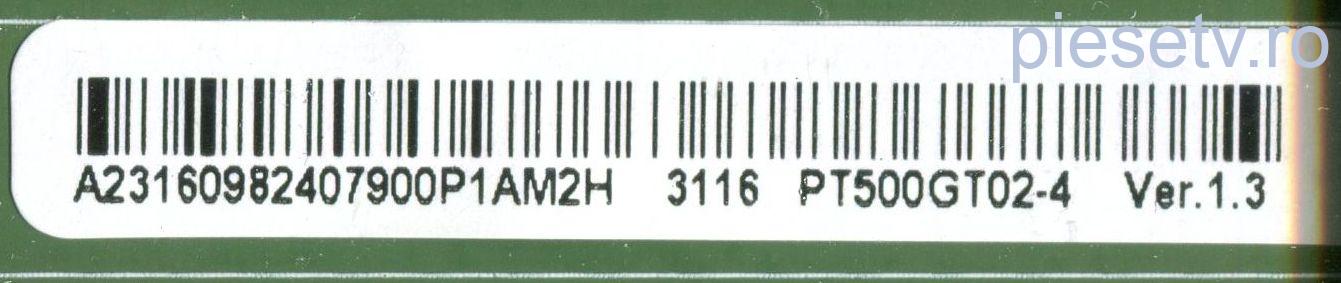 piesetv.ro
A23160982407900P1AM2H 3116 PT500GT02-4 Ver.1.3